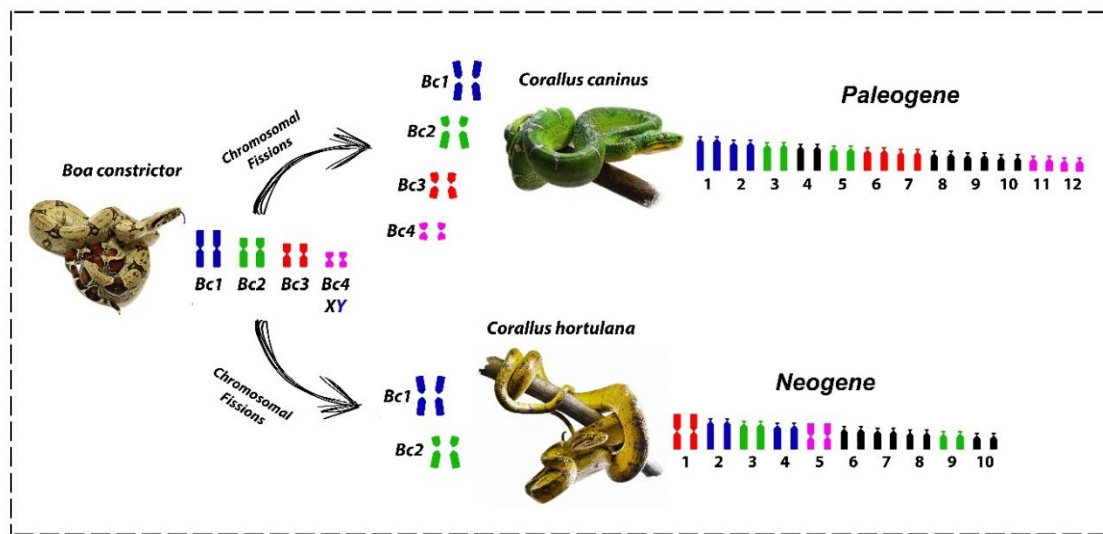 Boa constrictor
Bc1 Bc2 Bc3 Bc4
XY
Chromosomal
Fissions
Bc1
Bc2
Bc3
Bc4
Corallus caninus
Paleogene
1 2 3 4 5 6 7 8 9 10 11 12
Chromosomal
Fissions
Bc1
Bc2
Corallus hortulana
Neogene
1 2 3 4 5 6 7 8 9 10